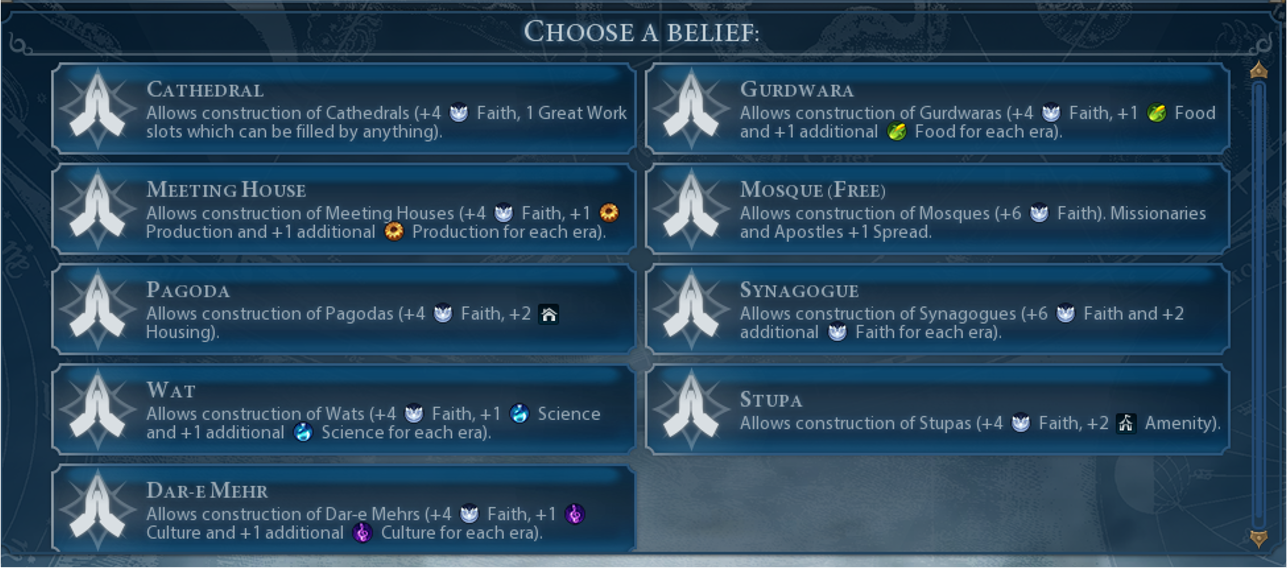 CHOOSE A BELIEF:
CATHEDRAL
Allows construction of Cathedrals (+4 Faith, 1 Great Work
slots which can be filled by anything).
GURDWARA
Allows construction of Gurdwaras (+4 Faith, +1 Food
and +1 additional Food for each era).
MEETING HOUSE
Allows construction of Meeting Houses (+4 Faith, +1
Production and +1 additional Production for each era).
MOSQUE (FREE)
Allows construction of Mosques (+6 Faith). Missionaries
and Apostles +1 Spread.
PAGODA
Allows construction of Pagodas (+4 Faith, +2
Housing).
SYNAGOGUE
Allows construction of Synagogues (+6 Faith and +2
additional Faith for each era).
WAT
Allows construction of Wats (+4 Faith, +1 Science
and +1 additional Science for each era).
STUPA
Allows construction of Stupas (+4 Faith, +2 Amenity).
DAR-E MEHR
Allows construction of Dar-e Mehrs (+4 Faith, +1
Culture and +1 additional Culture for each era).